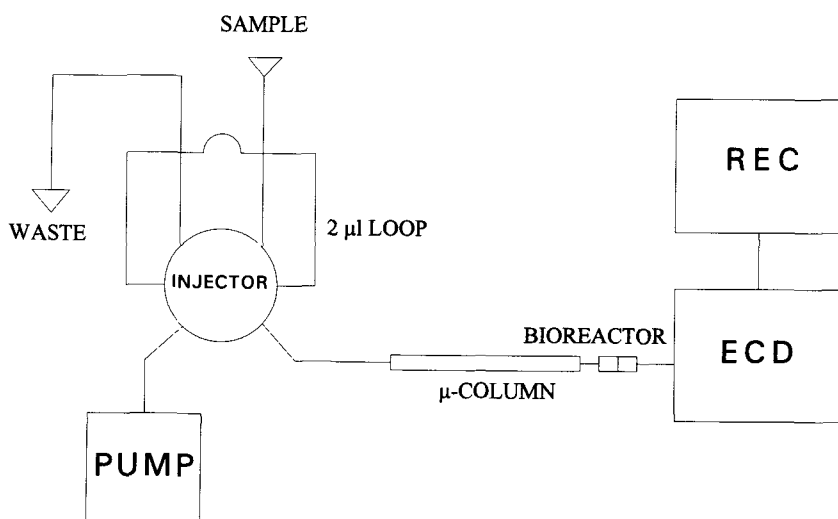 SAMPLE
WASTE
2 µl LOOP
INJECTOR
REC
BIOREACTOR
ECD
µ-COLUMN
PUMP